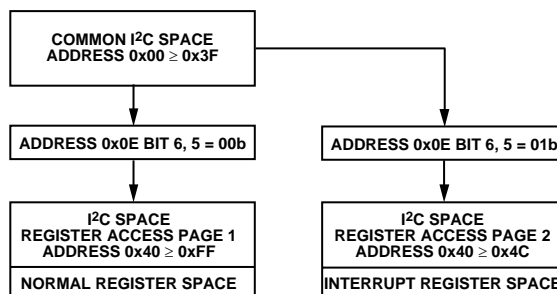 COMMON I²C SPACE
ADDRESS 0x00 ≥ 0x3F
ADDRESS 0x0E BIT 6, 5 = 00b
ADDRESS 0x0E BIT 6, 5 = 01b
I²C SPACE
REGISTER ACCESS PAGE 1
ADDRESS 0x40 ≥ 0xFF
NORMAL REGISTER SPACE
I²C SPACE
REGISTER ACCESS PAGE 2
ADDRESS 0x40 ≥ 0x4C
INTERRUPT REGISTER SPACE